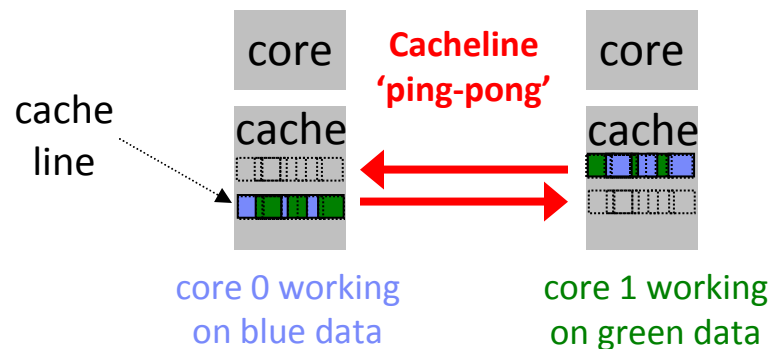 core
Cacheline
‘ping-pong’
core
cache
line
cache
cache
core 0 working
on blue data
core 1 working
on green data